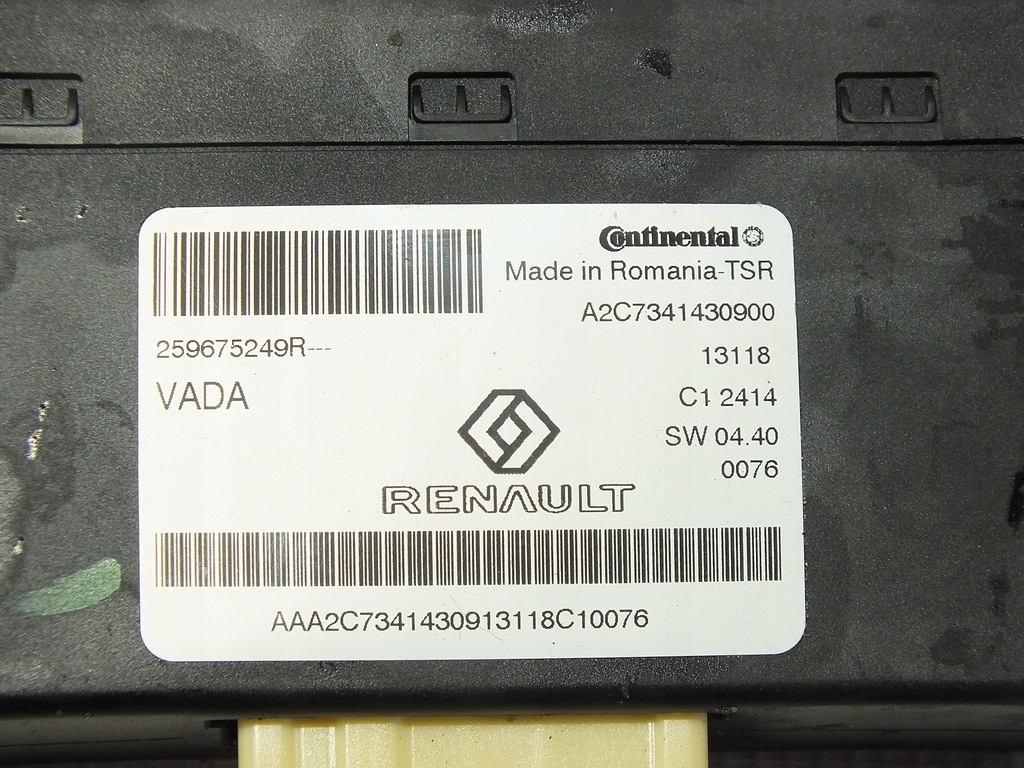 Continental
Made in Romania-TSR
A2C7341430900
259675249R---
13118
VADA
C1 2414
SW 04.40
0076
RENAULT
AAA2C7341430913118C10076